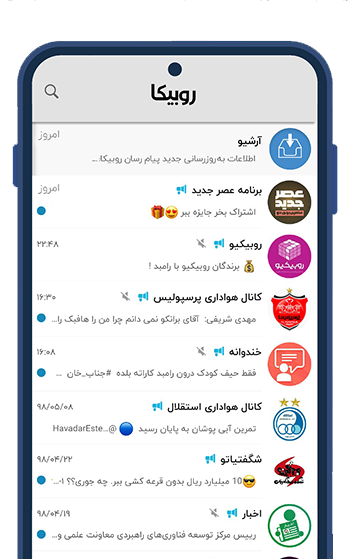 روبیکا
آرشیو
امروز
اطلاعات به‌روزرسانی جدید پیام رسان روبیکا:...
برنامه عصر جدید
امروز
اشتراک بخر جایزه ببر 😍🎁
روبیکیو
۲۲:۴۸
💰 برندگان روبیکیو با رامبد !
کانال هواداری پرسپولیس
۱۶:۳۰
مهدی شریفی: آقای برانکو نمی دانم چرا من را هافبک را...
خندوانه
۱۶:۰۸
فقط حیف کودک درون رامبد کاراته بلده #جناب_خان ...
کانال هواداری استقلال
۹۸/۰۵/۰۸
تمرین آبی پوشان به پایان رسید 🔵 @HavadarEste...
شگفتیاتو
۹۸/۰۴/۲۲
😎10 میلیارد ریال بدون قرعه کشی ببر. چه جوری؟؟ ۱-...
اخبار
۹۸/۰۴/۱۹
رییس مرکز توسعه فناوری‌های راهبردی معاونت علمی و...
عصر
جدید
روبیکیو